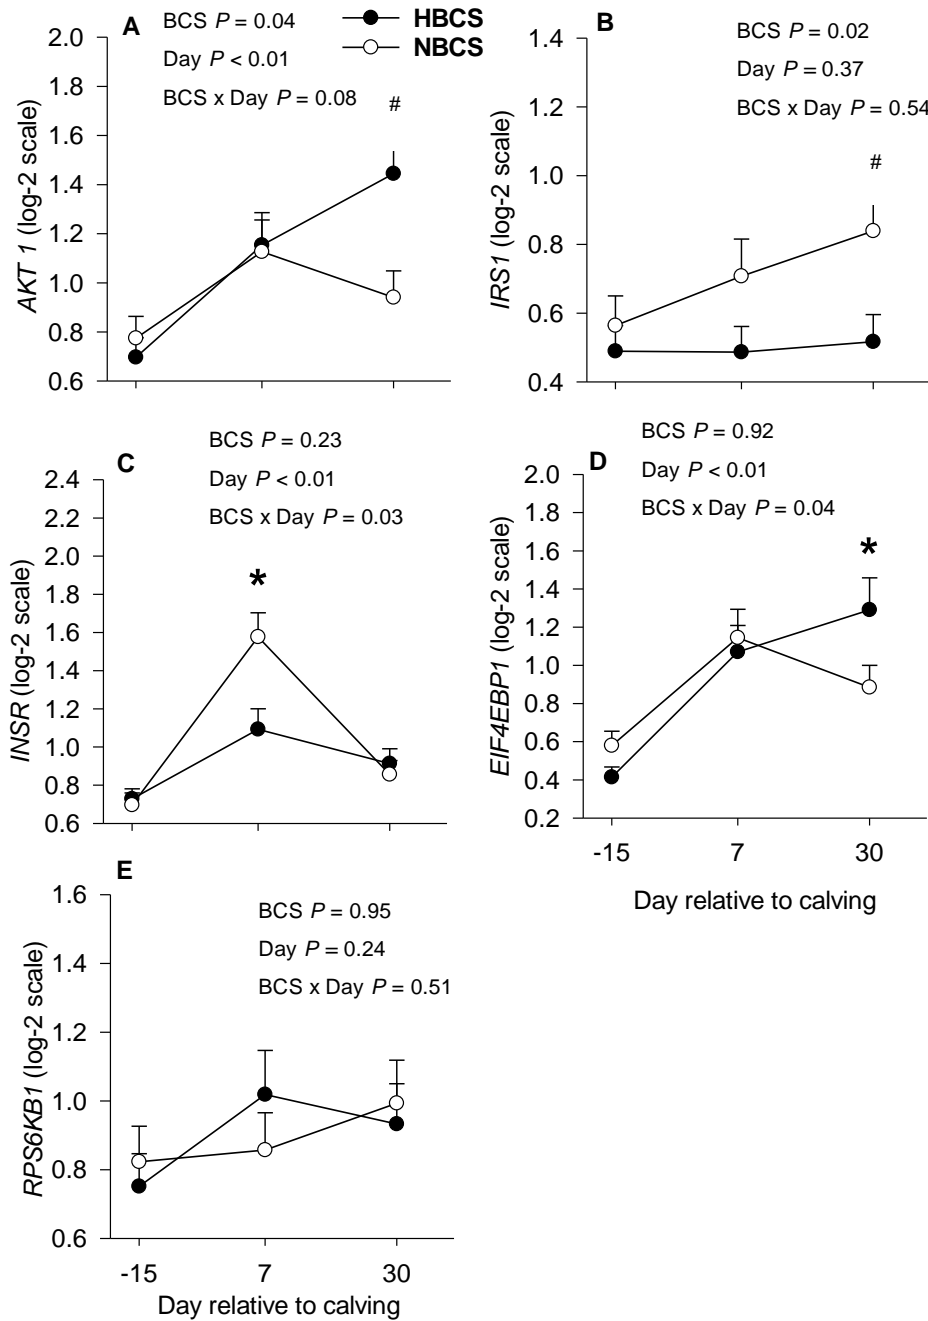 A
BCS P = 0.04
Day P < 0.01
BCS x Day P = 0.08
HBCS
NBCS
#
2.0
1.8
1.6
1.4
1.2
1.0
0.8
0.6
AKT 1 (log-2 scale)
B
BCS P = 0.02
Day P = 0.37
BCS x Day P = 0.54
#
1.4
1.2
1.0
0.8
0.6
0.4
IRS1 (log-2 scale)
C
BCS P = 0.23
Day P < 0.01
BCS x Day P = 0.03
*
2.4
2.2
2.0
1.8
1.6
1.4
1.2
1.0
0.8
0.6
INSR (log-2 scale)
D
BCS P = 0.92
Day P < 0.01
BCS x Day P = 0.04
*
2.0
1.8
1.6
1.4
1.2
1.0
0.8
0.6
0.4
0.2
EIF4EBP1 (log-2 scale)
-15 7 30
Day relative to calving
E
BCS P = 0.95
Day P = 0.24
BCS x Day P = 0.51
1.6
1.4
1.2
1.0
0.8
0.6
RPS6KB1 (log-2 scale)
-15 7 30
Day relative to calving